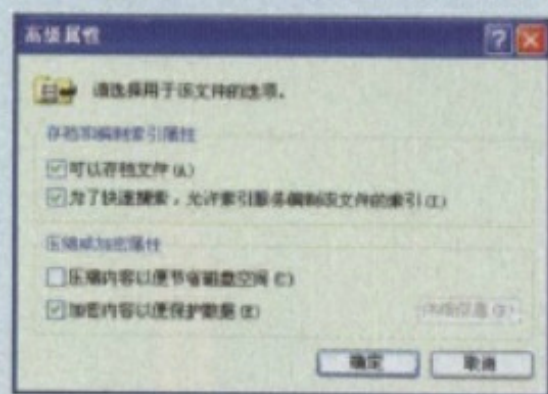 高级属性
请选择用于该文件的选项。
存档和编制索引属性
可以存档文件(A)
为了快速搜索，允许索引服务编制该文件的索引(I)
压缩或加密属性
压缩内容以便节省磁盘空间(C)
加密内容以便保护数据(E)
详细信息(D)
确定
取消